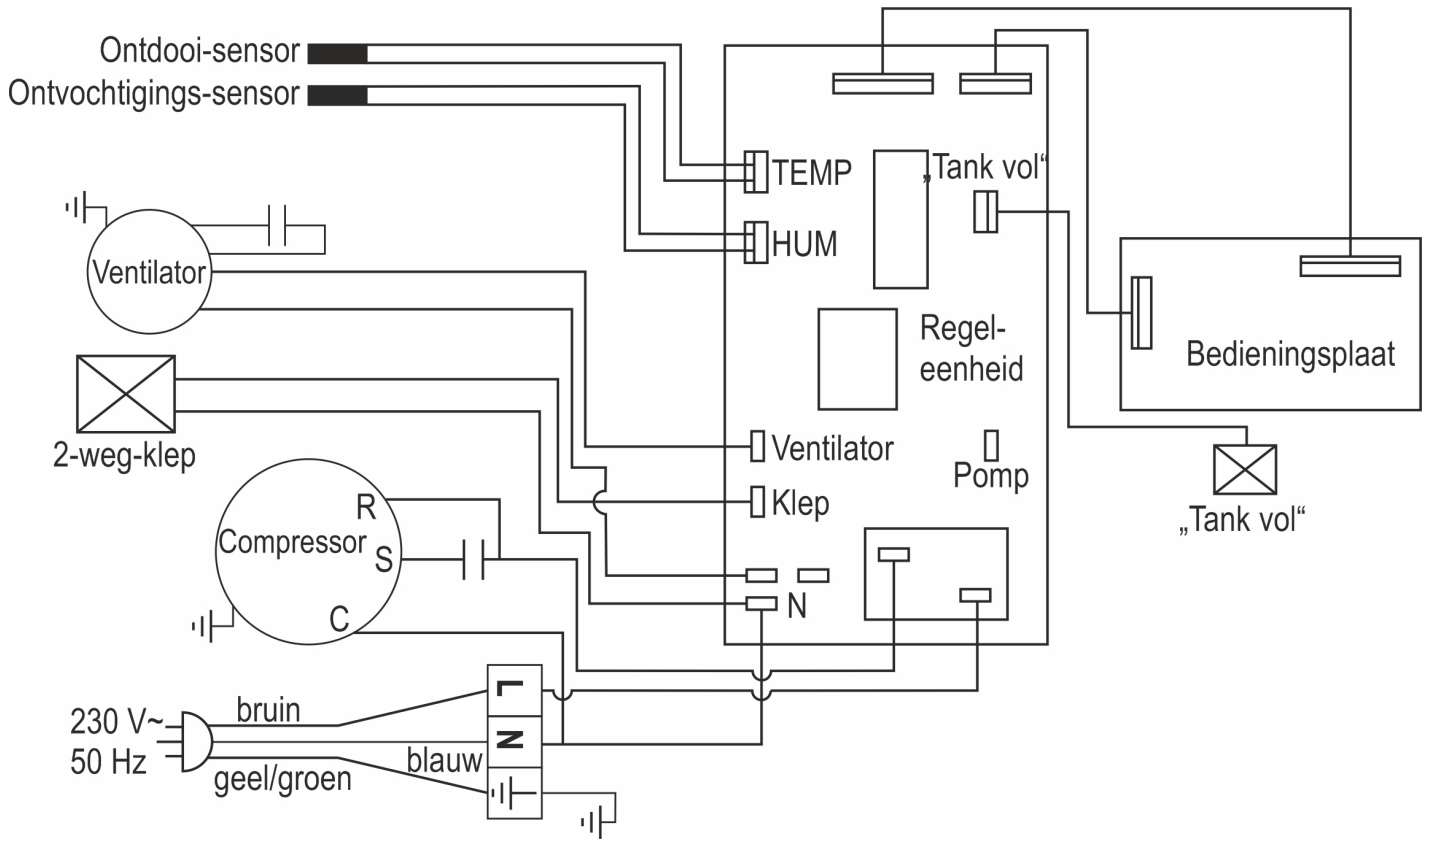 Ontdooi-sensor
Ontvochtigings-sensor
TEMP
„Tank vol“
HUM
Ventilator
Regel-
eenheid
Bedieningsplaat
2-weg-klep
Ventilator
Pomp
Klep
„Tank vol“
R
Compressor
S
C
N
L
bruin
230 V~
N
50 Hz
blauw
geel/groen